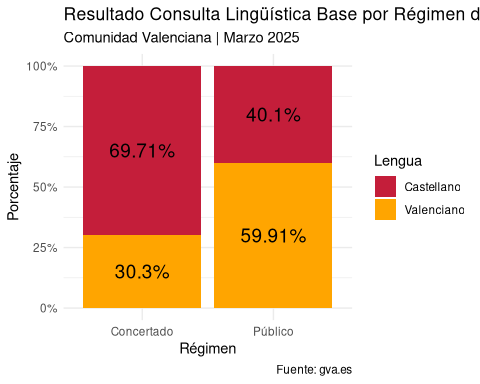 Resultado Consulta Lingüística Base por Régimen d
Comunidad Valenciana | Marzo 2025
100%
75%
50%
25%
0%
Porcentaje
69.71%
30.3%
40.1%
59.91%
Concertado
Público
Régimen
Lengua
Castellano
Valenciano
Fuente: gva.es